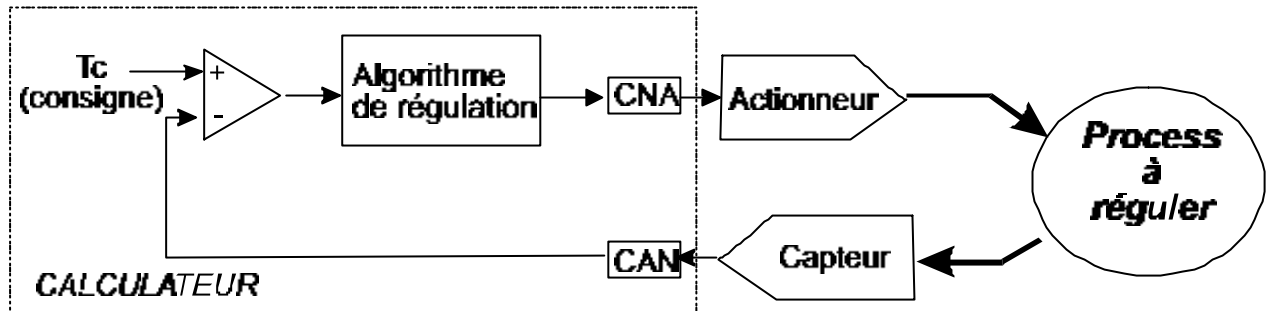 Tc
(consigne)
+
-
Algorithme
de régulation
CNA
Actionneur
Process
à
réguler
CAN
Capteur
CALCULATEUR